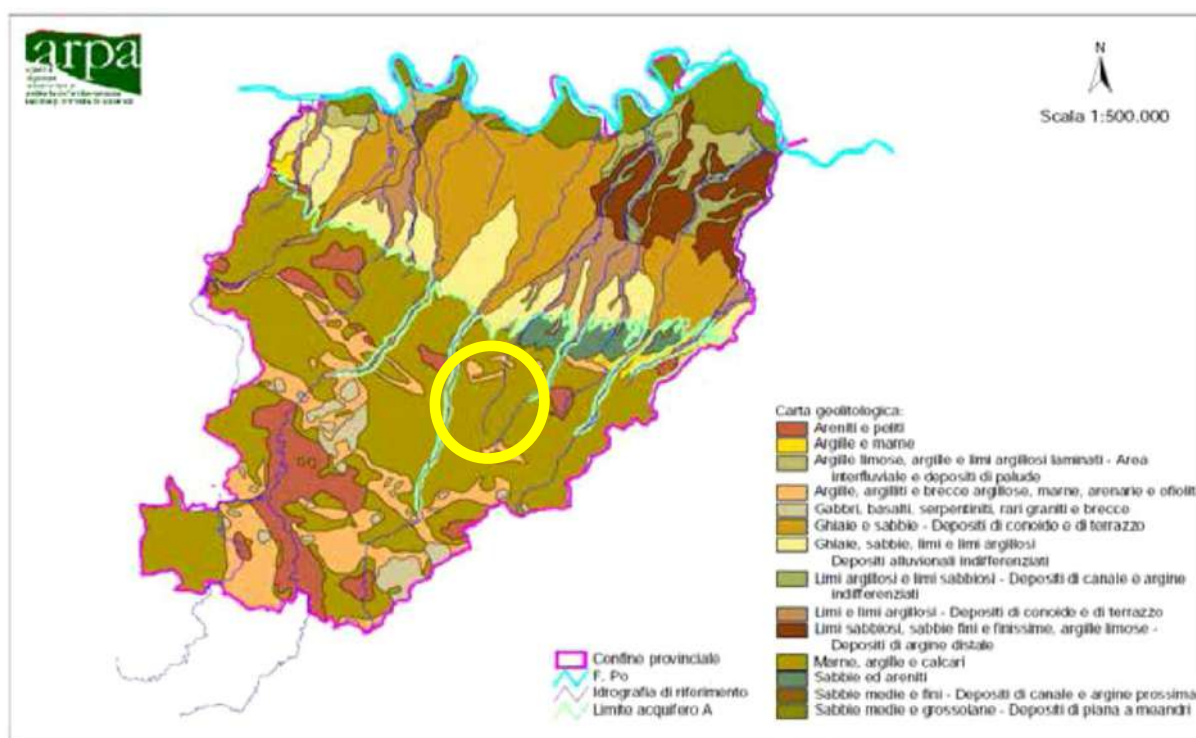 arpa
N
Scala 1:500.000
Carta geolitologica:
Areniti e peliti
Argille e marne
Argille limose, argille e limi argillosi laminati - Area
interfluviale e depositi di palude
Argille, argilliti e brecce argillose, marne, arenarie e ofiolit
Gabbri, basalti, serpentiniti, rari graniti e brecce
Ghiaie e sabbie - Depositi di conoide e di terrazzo
Ghiaie, sabbie, limi e limi argillosi
Depositi alluvionali indifferenziati
Limi argillosi e limi sabbiosi - Depositi di canale e argine
indifferenziati
Limi e limi argillosi - Depositi di conoide e di terrazzo
Limi sabbiosi, sabbie fini e finissime, argille limose -
Depositi di argine distale
Marne, argille e calcari
Sabbie ed areniti
Sabbie medie e fini - Depositi di canale e argine prossima
Sabbie medie e grossolane - Depositi di piana a meandri
Confine provinciale
F. Po
Idrografia di riferimento
Limite acquifero A